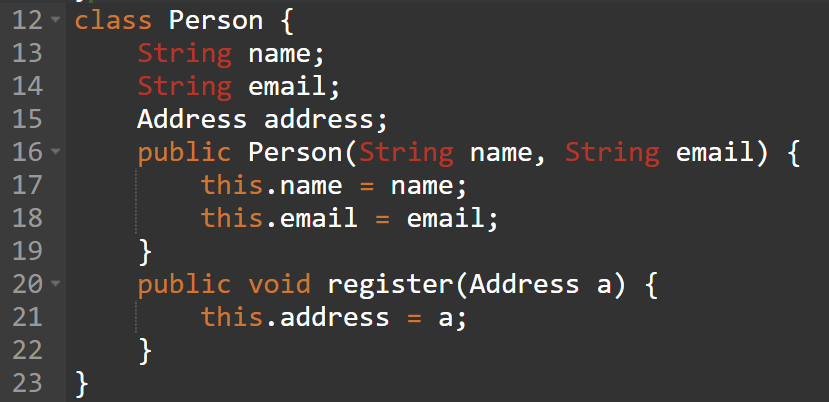 12 class Person {
13     String name;
14     String email;
15     Address address;
16     public Person(String name, String email) {
17         this.name = name;
18         this.email = email;
19     }
20     public void register(Address a) {
21         this.address = a;
22     }
23 }